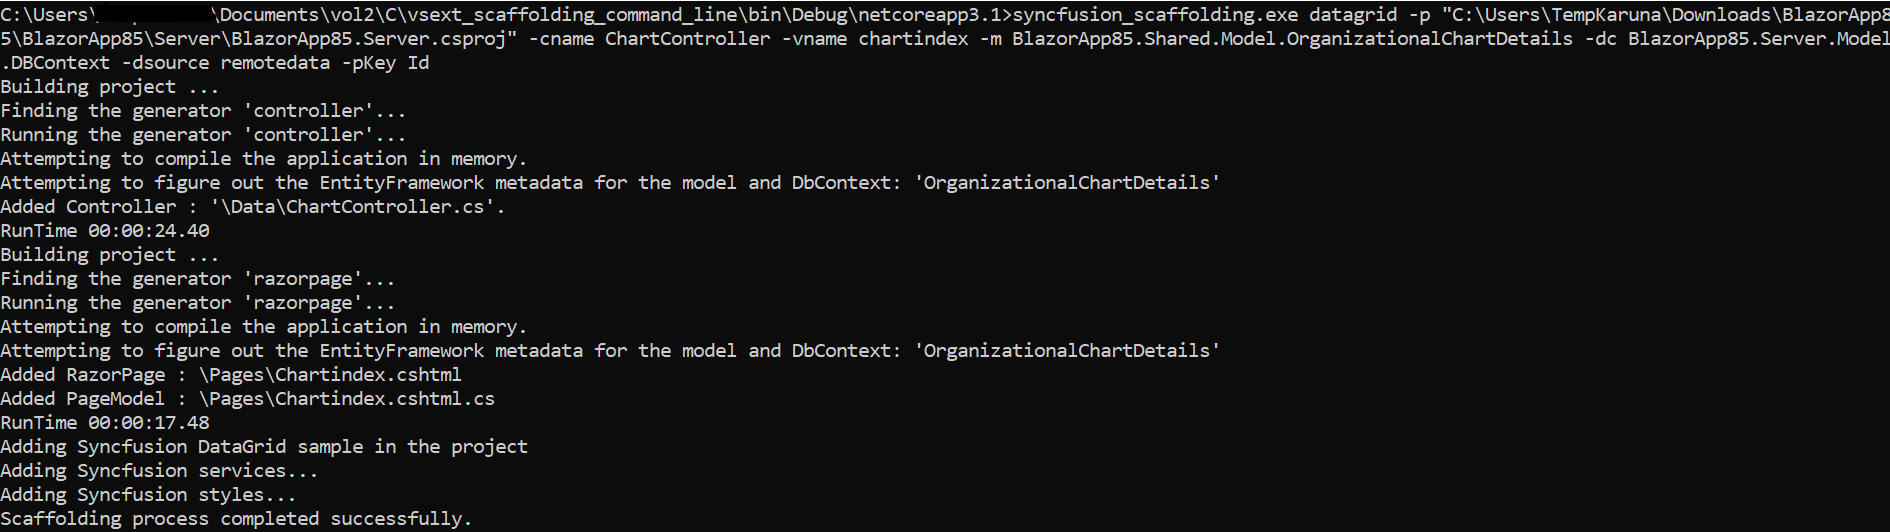 C:\Users\ \Documents\vol2\C\vsext_scaffolding_command_line\bin\Debug\netcoreapp3.1>syncfusion_scaffolding.exe datagrid -p "C:\Users\TempKaruna\Downloads\BlazorApp8
5\BlazorApp85\Server\BlazorApp85.Server.csproj" -cname ChartController -vname chartindex -m BlazorApp85.Shared.Model.OrganizationalChartDetails -dc BlazorApp85.Server.Model
.DBContext -dsource remotedata -pKey Id
Building project ...
Finding the generator 'controller'...
Running the generator 'controller'...
Attempting to compile the application in memory.
Attempting to figure out the EntityFramework metadata for the model and DbContext: 'OrganizationalChartDetails'
Added Controller : '\Data\ChartController.cs'.
RunTime 00:00:24.40
Building project ...
Finding the generator 'razorpage'...
Running the generator 'razorpage'...
Attempting to compile the application in memory.
Attempting to figure out the EntityFramework metadata for the model and DbContext: 'OrganizationalChartDetails'
Added RazorPage : \Pages\Chartindex.cshtml
Added PageModel : \Pages\Chartindex.cshtml.cs
RunTime 00:00:17.48
Adding Syncfusion DataGrid sample in the project
Adding Syncfusion services...
Adding Syncfusion styles...
Scaffolding process completed successfully.